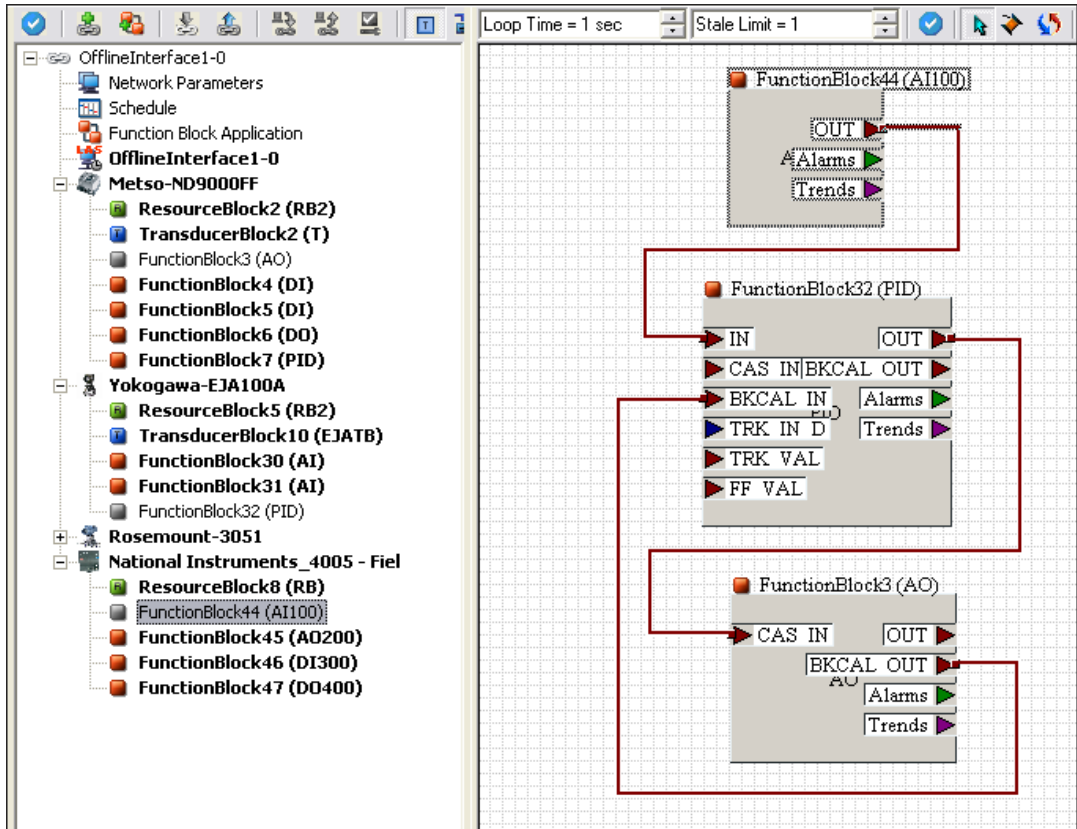 T
Loop Time = 1 sec
Stale Limit = 1
OfflineInterface1-0
Network Parameters
Schedule
Function Block Application
LAS
OfflineInterface1-0
Metso-ND9000FF
ResourceBlock2 (RB2)
TransducerBlock2 (T)
FunctionBlock3 (AO)
FunctionBlock4 (DI)
FunctionBlock5 (DI)
FunctionBlock6 (DO)
FunctionBlock7 (PID)
Yokogawa-EJA100A
ResourceBlock5 (RB2)
TransducerBlock10 (EJATB)
FunctionBlock30 (AI)
FunctionBlock31 (AI)
FunctionBlock32 (PID)
Rosemount-3051
National Instruments_4005 - Fiel
ResourceBlock8 (RB)
FunctionBlock44 (AI100)
FunctionBlock45 (AO200)
FunctionBlock46 (DI300)
FunctionBlock47 (DO400)
FunctionBlock44 (AI100)
OUT
Alarms
Trends
FunctionBlock32 (PID)
IN OUT
CAS IN BKCAL OUT
BKCAL IN Alarms
PID
TRK IN D Trends
TRK VAL
FF VAL
FunctionBlock3 (AO)
CAS IN OUT
BKCAL OUT
AO
Alarms
Trends